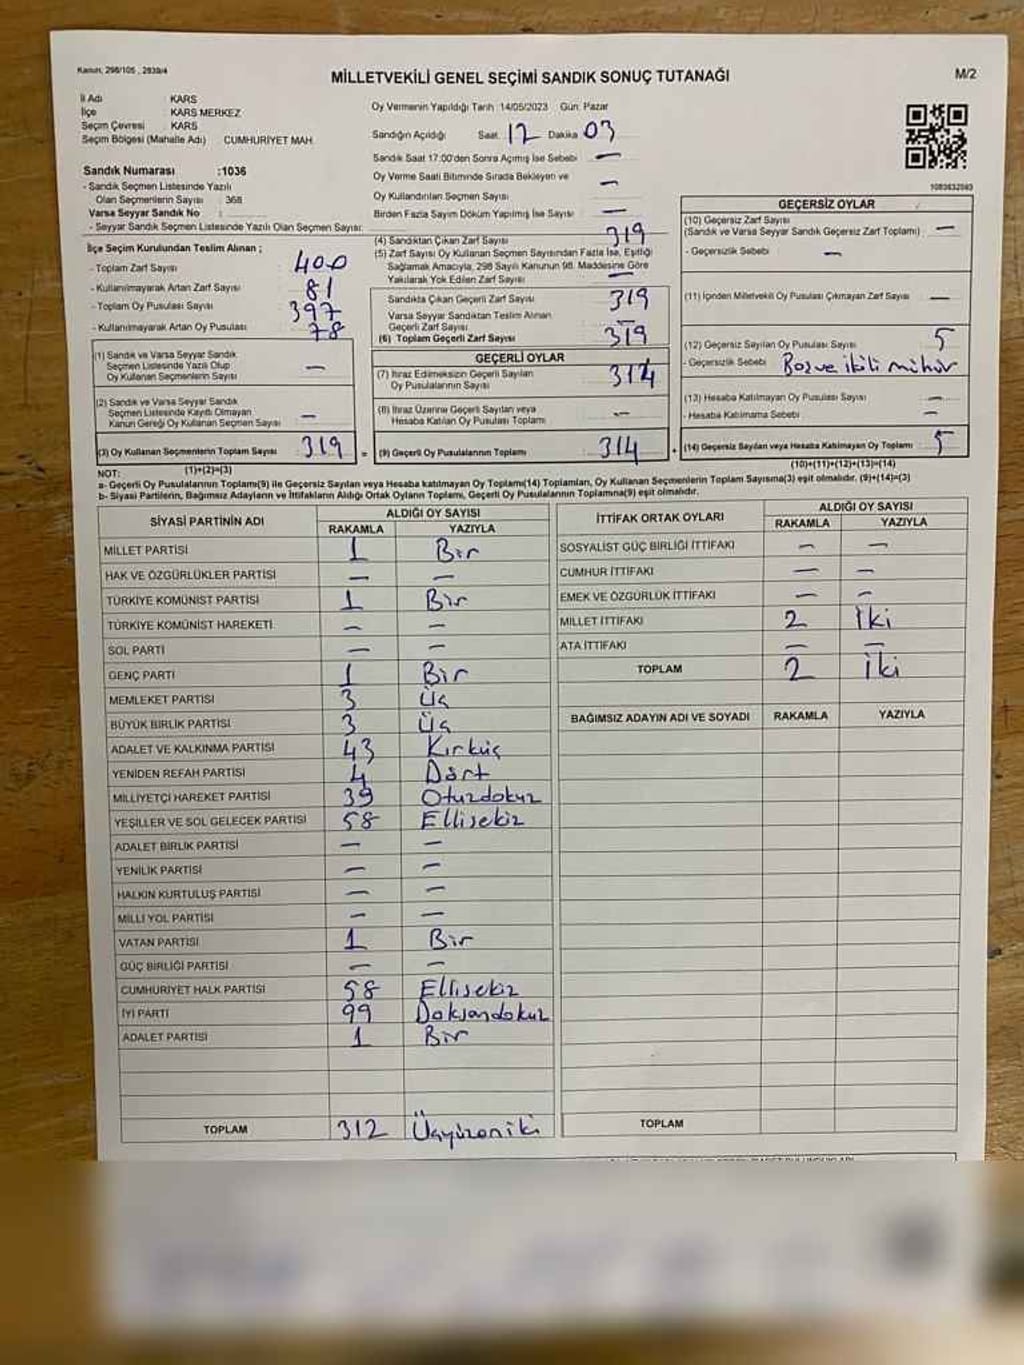 Kanun: 298/105 , 2839/4
MİLLETVEKİLİ GENEL SEÇİMİ SANDIK SONUÇ TUTANAĞI
M/2
İl Adı KARS
İlçe KARS MERKEZ
Seçim Çevresi KARS
Seçim Bölgesi (Mahalle Adı) CUMHURİYET MAH.
Sandık Numarası :1036
- Sandık Seçmen Listesinde Yazılı
Olan Seçmenlerin Sayısı : 368
Varsa Seyyar Sandık No :
- Seyyar Sandık Seçmen Listesinde Yazılı Olan Seçmen Sayısı:
İlçe Seçim Kurulundan Teslim Alınan ;
- Toplam Zarf Sayısı 400
- Kullanılmayarak Artan Zarf Sayısı 81
- Toplam Oy Pusulası Sayısı 397
- Kullanılmayarak Artan Oy Pusulası 78
(1) Sandık ve Varsa Seyyar Sandık
Seçmen Listesinde Yazılı Olup
Oy Kullanan Seçmenlerin Sayısı —
(2) Sandık ve Varsa Seyyar Sandık
Seçmen Listesinde Kayıtlı Olmayan
Kanun Gereği Oy Kullanan Seçmen Sayısı —
(3) Oy Kullanan Seçmenlerin Toplam Sayısı 319 =
(1)+(2)=(3)
Oy Vermenin Yapıldığı Tarih :14/05/2023 Gün: Pazar
Sandığın Açıldığı Saat: 12 Dakika 03
Sandık Saat 17:00'den Sonra Açılmış İse Sebebi —
Oy Verme Saati Bitiminde Sırada Bekleyen ve
Oy Kullandırılan Seçmen Sayısı —
Birden Fazla Sayım Döküm Yapılmış İse Sayısı —
(4) Sandıktan Çıkan Zarf Sayısı 319
(5) Zarf Sayısı Oy Kullanan Seçmen Sayısından Fazla İse, Eşitliği
Sağlamak Amacıyla, 298 Sayılı Kanunun 98. Maddesine Göre
Yakılarak Yok Edilen Zarf Sayısı —
Sandıkta Çıkan Geçerli Zarf Sayısı 319
Varsa Seyyar Sandıktan Teslim Alınan
Geçerli Zarf Sayısı —
(6) Toplam Geçerli Zarf Sayısı 319
GEÇERLİ OYLAR
(7) İtiraz Edilmeksizin Geçerli Sayılan
Oy Pusulalarının Sayısı 314
(8) İtiraz Üzerine Geçerli Sayılan veya
Hesaba Katılan Oy Pusulası Toplamı —
(9) Geçerli Oy Pusulalarının Toplamı 314 +
1083632083
GEÇERSİZ OYLAR
(10) Geçersiz Zarf Sayısı
(Sandık ve Varsa Seyyar Sandık Geçersiz Zarf Toplamı) —
- Geçersizlik Sebebi —
(11) İçinden Milletvekili Oy Pusulası Çıkmayan Zarf Sayısı —
(12) Geçersiz Sayılan Oy Pusulası Sayısı 5
- Geçersizlik Sebebi Boş ve ikili mühür
(13) Hesaba Katılmayan Oy Pusulası Sayısı —
- Hesaba Katılmama Sebebi —
(14) Geçersiz Sayılan veya Hesaba Katılmayan Oy Toplamı 5
(10)+(11)+(12)+(13)=(14)
NOT:
a- Geçerli Oy Pusulalarının Toplamı(9) ile Geçersiz Sayılan veya Hesaba katılmayan Oy Toplamı(14) Toplamları, Oy Kullanan Seçmenlerin Toplam Sayısına(3) eşit olmalıdır. (9)+(14)=(3)
b- Siyasi Partilerin, Bağımsız Adayların ve İttifakların Aldığı Ortak Oyların Toplamı, Geçerli Oy Pusulalarının Toplamına(9) eşit olmalıdır.
SİYASİ PARTİNİN ADI ALDIĞI OY SAYISI
RAKAMLA YAZIYLA
MİLLET PARTİSİ 1 Bir
HAK VE ÖZGÜRLÜKLER PARTİSİ — —
TÜRKİYE KOMÜNİST PARTİSİ 1 Bir
TÜRKİYE KOMÜNİST HAREKETİ — —
SOL PARTİ — —
GENÇ PARTİ 1 Bir
MEMLEKET PARTİSİ 3 Üç
BÜYÜK BİRLİK PARTİSİ 3 Üç
ADALET VE KALKINMA PARTİSİ 43 Kırküç
YENİDEN REFAH PARTİSİ 4 Dört
MİLLİYETÇİ HAREKET PARTİSİ 39 Otuzdokuz
YEŞİLLER VE SOL GELECEK PARTİSİ 58 Ellisekiz
ADALET BİRLİK PARTİSİ — —
YENİLİK PARTİSİ — —
HALKIN KURTULUŞ PARTİSİ — —
MİLLİ YOL PARTİSİ — —
VATAN PARTİSİ 1 Bir
GÜÇ BİRLİĞİ PARTİSİ — —
CUMHURİYET HALK PARTİSİ 58 Ellisekiz
İYİ PARTİ 99 Doksandokuz
ADALET PARTİSİ 1 Bir
TOPLAM 312 Üçyüzoniki
İTTİFAK ORTAK OYLARI ALDIĞI OY SAYISI
RAKAMLA YAZIYLA
SOSYALİST GÜÇ BİRLİĞİ İTTİFAKI — —
CUMHUR İTTİFAKI — —
EMEK VE ÖZGÜRLÜK İTTİFAKI — —
MİLLET İTTİFAKI 2 İki
ATA İTTİFAKI — —
TOPLAM 2 İki
BAĞIMSIZ ADAYIN ADI VE SOYADI RAKAMLA YAZIYLA
TOPLAM